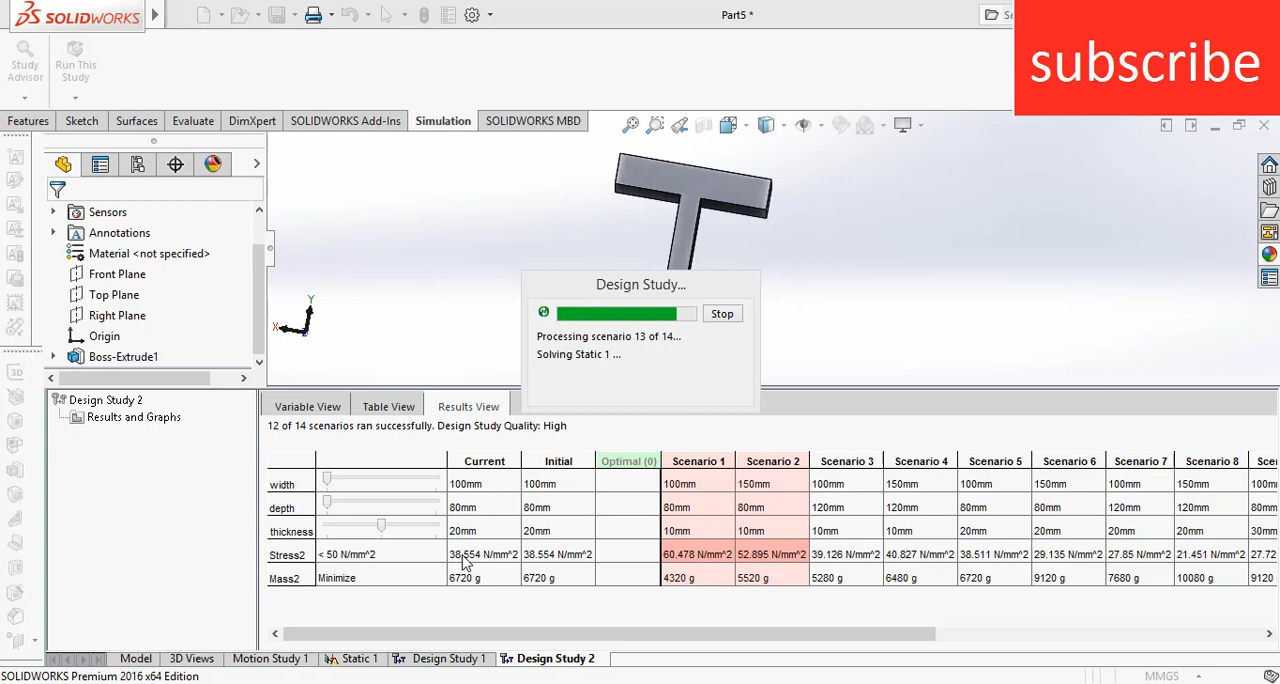 SOLIDWORKS
Part5 *
Se
subscribe
Study
Advisor
Run This
Study
Features
Sketch
Surfaces
Evaluate
DimXpert
SOLIDWORKS Add-Ins
Simulation
SOLIDWORKS MBD
Sensors
Annotations
Material <not specified>
Front Plane
Top Plane
Right Plane
Origin
Boss-Extrude1
Y
X
3D
Design Study...
Stop
Processing scenario 13 of 14...
Solving Static 1 ...
Design Study 2
Results and Graphs
Variable View
Table View
Results View
12 of 14 scenarios ran successfully. Design Study Quality: High
Current Initial Optimal (0) Scenario 1 Scenario 2 Scenario 3 Scenario 4 Scenario 5 Scenario 6 Scenario 7 Scenario 8 Scen
width 100mm 100mm 100mm 150mm 100mm 150mm 100mm 150mm 100mm 150mm 100m
depth 80mm 80mm 80mm 80mm 120mm 120mm 80mm 80mm 120mm 120mm 80mm
thickness 20mm 20mm 10mm 10mm 10mm 10mm 20mm 20mm 20mm 20mm 30mm
Stress2 < 50 N/mm^2 38.554 N/mm^2 38.554 N/mm^2 60.478 N/mm^2 52.895 N/mm^2 39.126 N/mm^2 40.827 N/mm^2 38.511 N/mm^2 29.135 N/mm^2 27.85 N/mm^2 21.451 N/mm^2 27.72
Mass2 Minimize 6720 g 6720 g 4320 g 5520 g 5280 g 6480 g 6720 g 9120 g 7680 g 10080 g 9120
Model
3D Views
Motion Study 1
Static 1
Design Study 1
Design Study 2
SOLIDWORKS Premium 2016 x64 Edition
MMGS